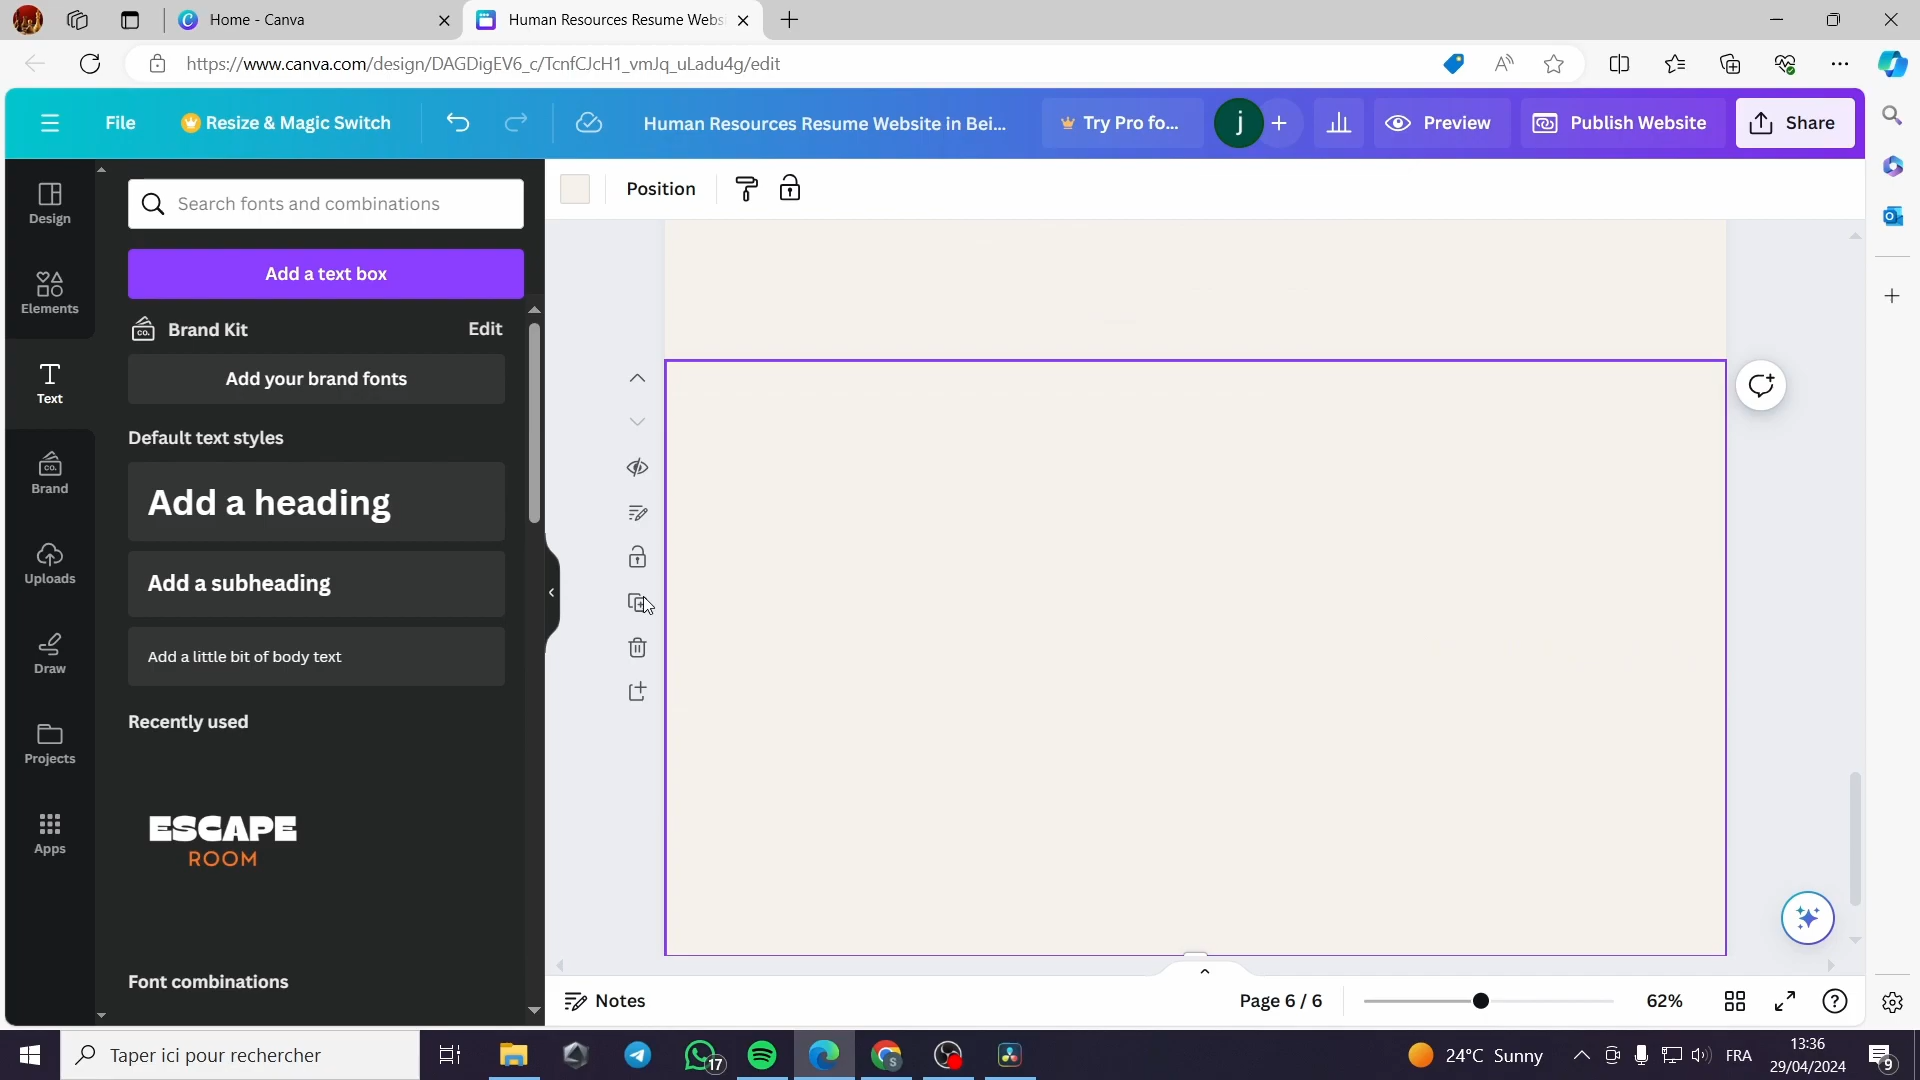 Home - Canva
Human Resources Resume Webs
https://www.canva.com/design/DAGDigEV6_c/TcnfCJcH1_vmJq_uLadu4g/edit
File
Resize & Magic Switch
Human Resources Resume Website in Bei...
Try Pro fo...
j
Preview
Publish Website
Share
Design
Elements
Text
Brand
Uploads
Draw
Projects
Apps
Search fonts and combinations
Add a text box
Brand Kit
Edit
Add your brand fonts
Default text styles
Add a heading
Add a subheading
Add a little bit of body text
Recently used
ESCAPE
ROOM
Font combinations
Position
Notes
Page 6 / 6
62%
Taper ici pour rechercher
17
24°C Sunny
FRA
13:36
29/04/2024
9